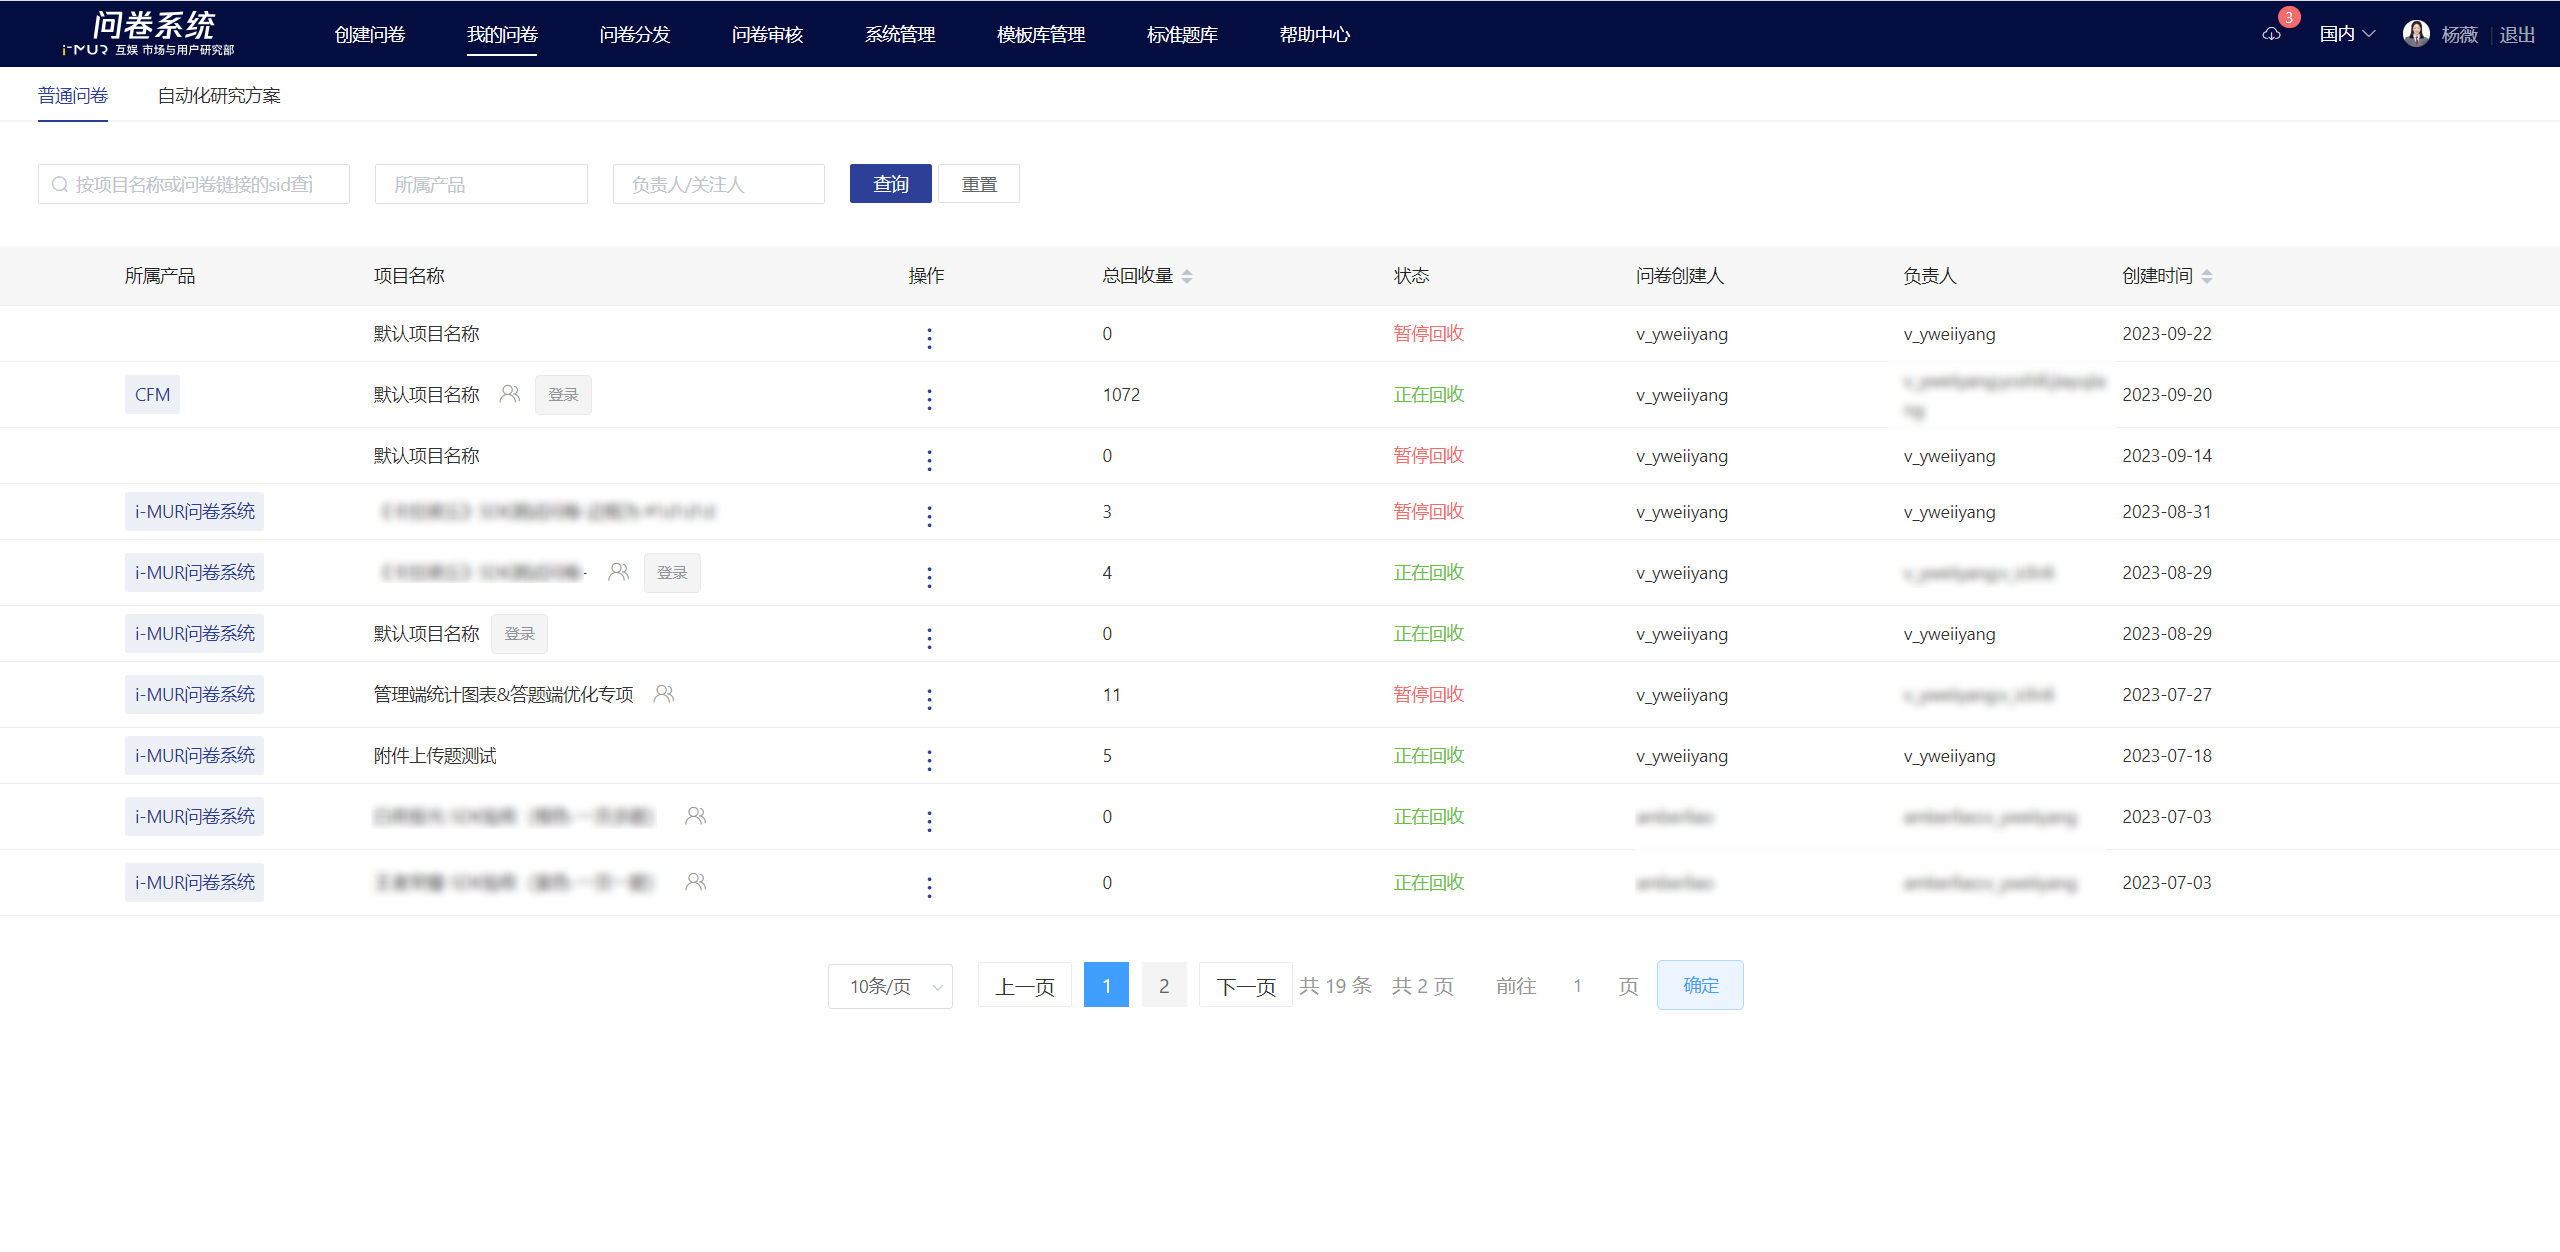 问卷系统
i-MUR 互娱 市场与用户研究部
创建问卷 我的问卷 问卷分发 问卷审核 系统管理 模板库管理 标准题库 帮助中心 3 国内 杨薇 退出
普通问卷 自动化研究方案
按项目名称或问卷链接的sid查 所属产品 负责人/关注人 查询 重置
所属产品 项目名称 操作 总回收量 状态 问卷创建人 负责人 创建时间
默认项目名称 0 暂停回收 v_yweiiyang v_yweiiyang 2023-09-22
CFM 默认项目名称 登录 1072 正在回收 v_yweiiyang 2023-09-20
默认项目名称 0 暂停回收 v_yweiiyang v_yweiiyang 2023-09-14
i-MUR问卷系统 3 暂停回收 v_yweiiyang v_yweiiyang 2023-08-31
i-MUR问卷系统 登录 4 正在回收 v_yweiiyang 2023-08-29
i-MUR问卷系统 默认项目名称 登录 0 正在回收 v_yweiiyang v_yweiiyang 2023-08-29
i-MUR问卷系统 管理端统计图表&答题端优化专项 11 暂停回收 v_yweiiyang 2023-07-27
i-MUR问卷系统 附件上传题测试 5 正在回收 v_yweiiyang v_yweiiyang 2023-07-18
i-MUR问卷系统 0 正在回收 2023-07-03
i-MUR问卷系统 0 正在回收 2023-07-03
10条/页 上一页 1 2 下一页 共 19 条 共 2 页 前往 1 页 确定